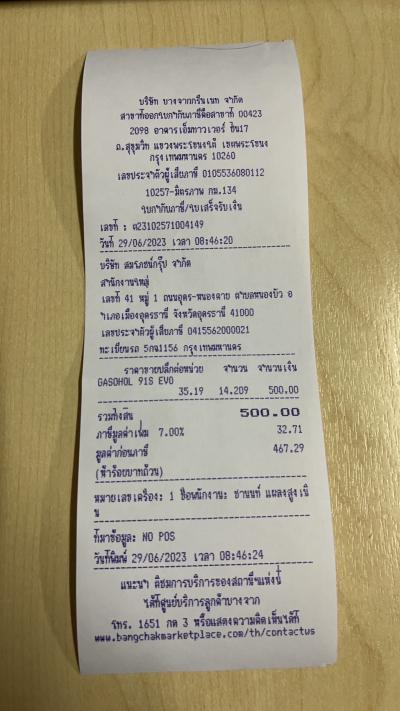 บริษัท บางจากกรีนเนท จำกัด
สาขาที่ออกใบกำกับภาษีคือสาขาที่ 00423
2098 อาคารเอ็มทาวเวอร์ ชั้น17
ถ.สุขุมวิท แขวงพระโขนงใต้ เขตพระโขนง
กรุงเทพมหานคร 10260
เลขประจำตัวผู้เสียภาษี 0105536080112
10257-มิตรภาพ กม.134
ใบกำกับภาษี/ใบเสร็จรับเงิน
เลขที่ : ต23102571004149
วันที่ 29/06/2023 เวลา 08:46:20
บริษัท สมรภชน์กรุ๊ป จำกัด
สำนักงานใหญ่
เลขที่ 41 หมู่ 1 ถนนอุดร-หนองฉาย ตำบลหนองบัว อ
ำเภอเมืองอุดรธานี จังหวัดอุดรธานี 41000
เลขประจำตัวผู้เสียภาษี 0415562000021
ทะเบียนรถ 5กฉ1156 กรุงเทพมหานคร
ราคาขายปลีกต่อหน่วย จำนวน จำนวนเงิน
GASOHOL 91S EVO
35.19 14.209 500.00
รวมทั้งสิ้น 500.00
ภาษีมูลค่าเพิ่ม 7.00% 32.71
มูลค่าก่อนภาษี 467.29
(ห้าร้อยบาทถ้วน)
หมายเลขเครื่อง: 1 ชื่อพนักงาน: ชานนท์ แผลงสูงเนิ
น
ที่มาข้อมูล: NO POS
วันที่พิมพ์ 29/06/2023 เวลา 08:46:24
แนะนำ ติชมการบริการของสถานีฯแห่งนี้
ได้ที่ศูนย์บริการลูกค้าบางจาก
โทร. 1651 กด 3 หรือแสดงความคิดเห็นได้ที่
www.bangchakmarketplace.com/th/contactus